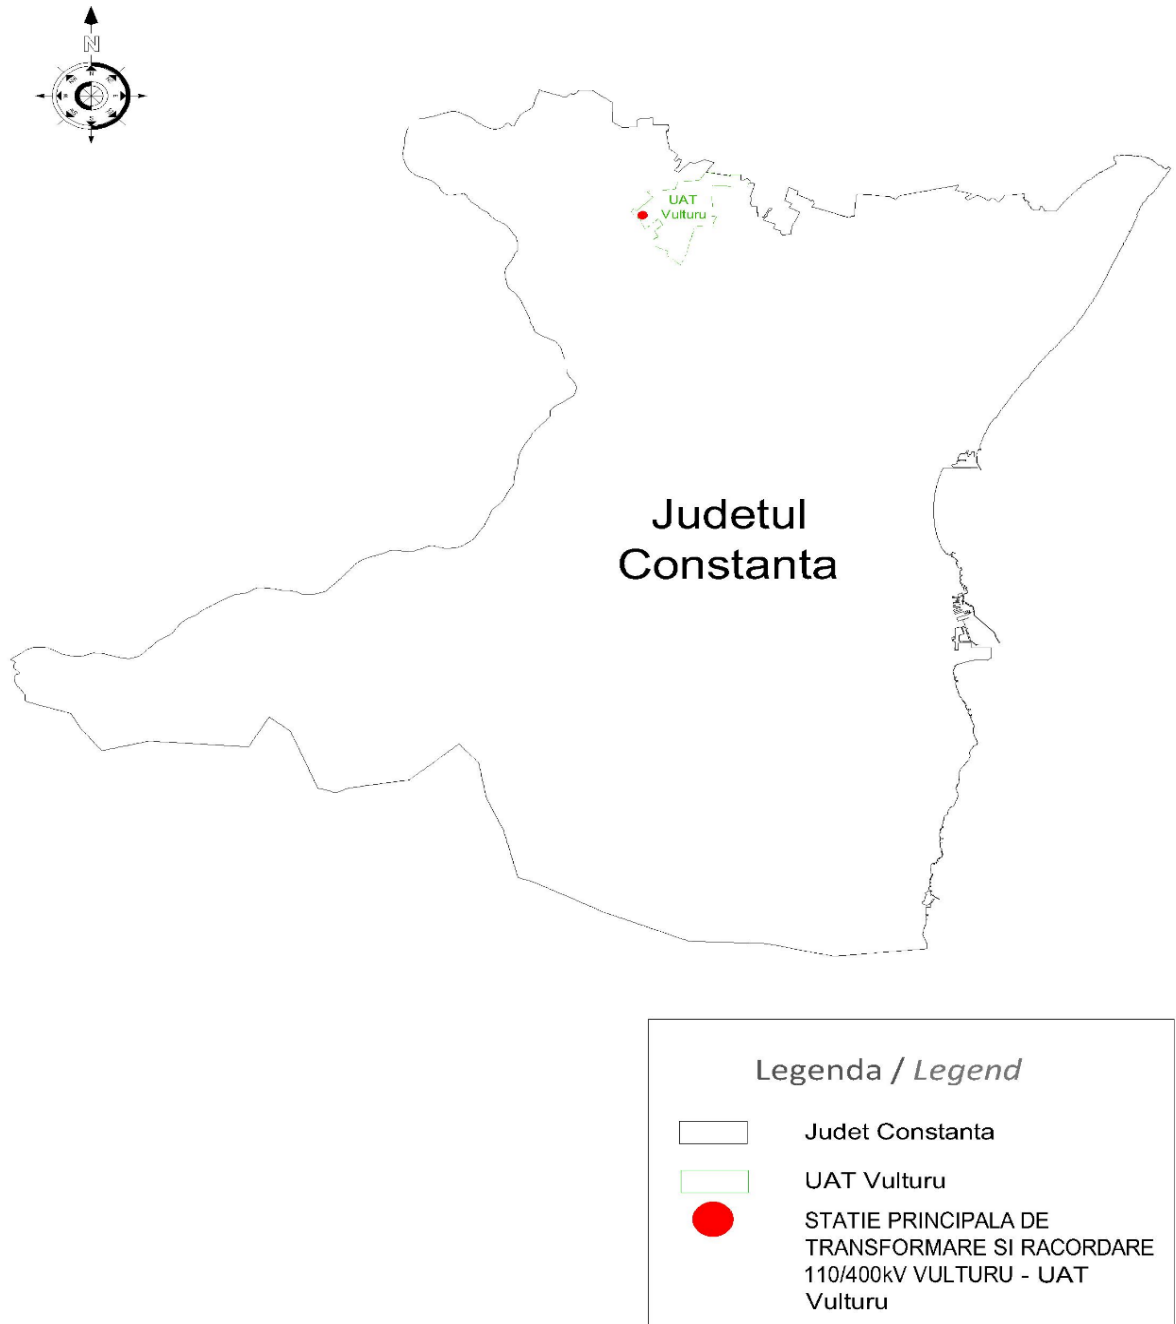 N
UAT
Vulturu
Judetul
Constanta
Legenda / Legend
Judet Constanta
UAT Vulturu
STATIE PRINCIPALA DE
TRANSFORMARE SI RACORDARE
110/400kV VULTURU - UAT
Vulturu